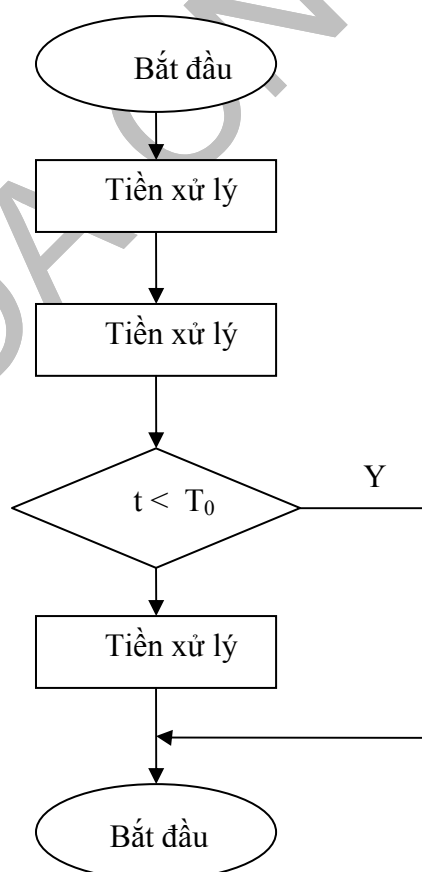 Bắt đầu
Tiền xử lý
Tiền xử lý
t < T₀
Y
Tiền xử lý
Bắt đầu